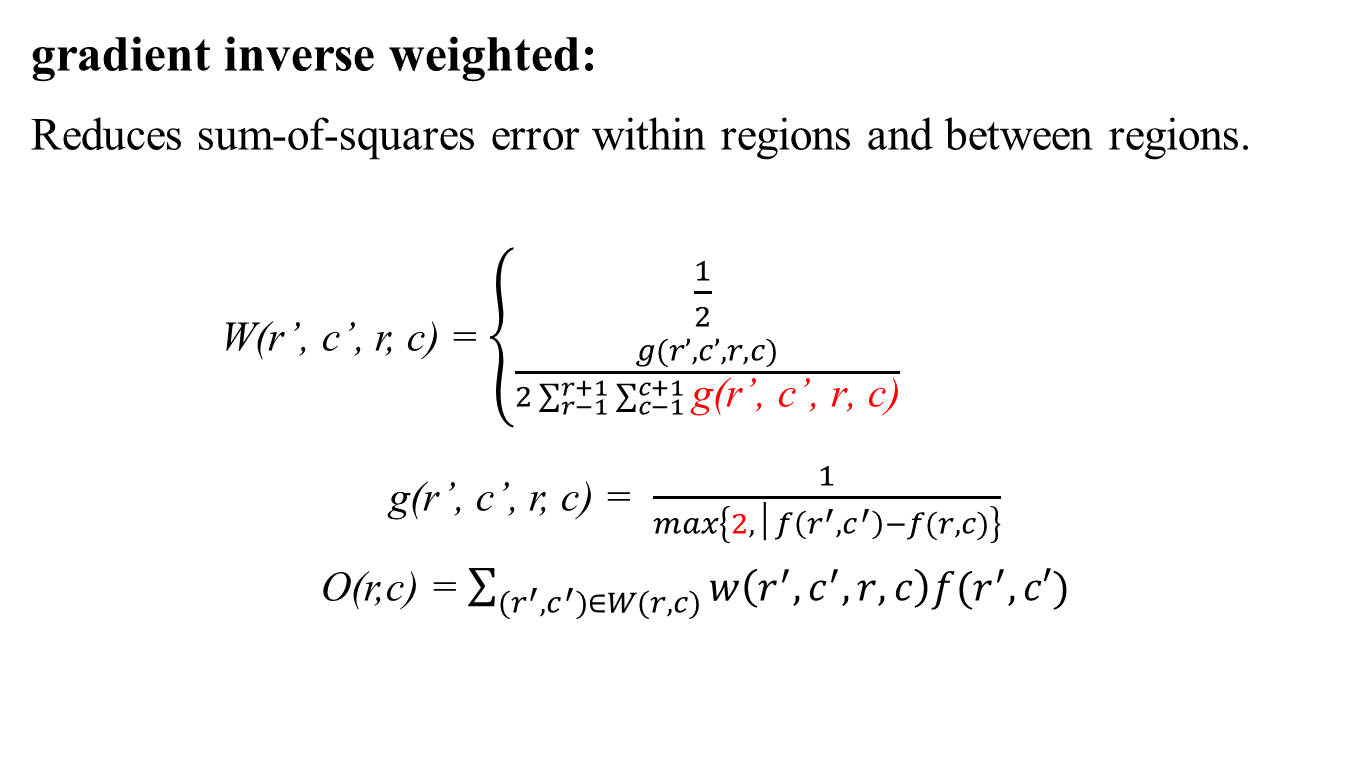 gradient inverse weighted:
Reduces sum-of-squares error within regions and between regions.
W(r’, c’, r, c) = { 1/2
g(r’,c’,r,c) / 2 ∑_{r−1}^{r+1} ∑_{c−1}^{c+1} g(r’, c’, r, c)
g(r’, c’, r, c) = 1 / max{2,|f(r′,c′)−f(r,c)}
O(r,c) = ∑_{(r′,c′)∈W(r,c)} w(r′,c′,r,c)f(r′,c′)